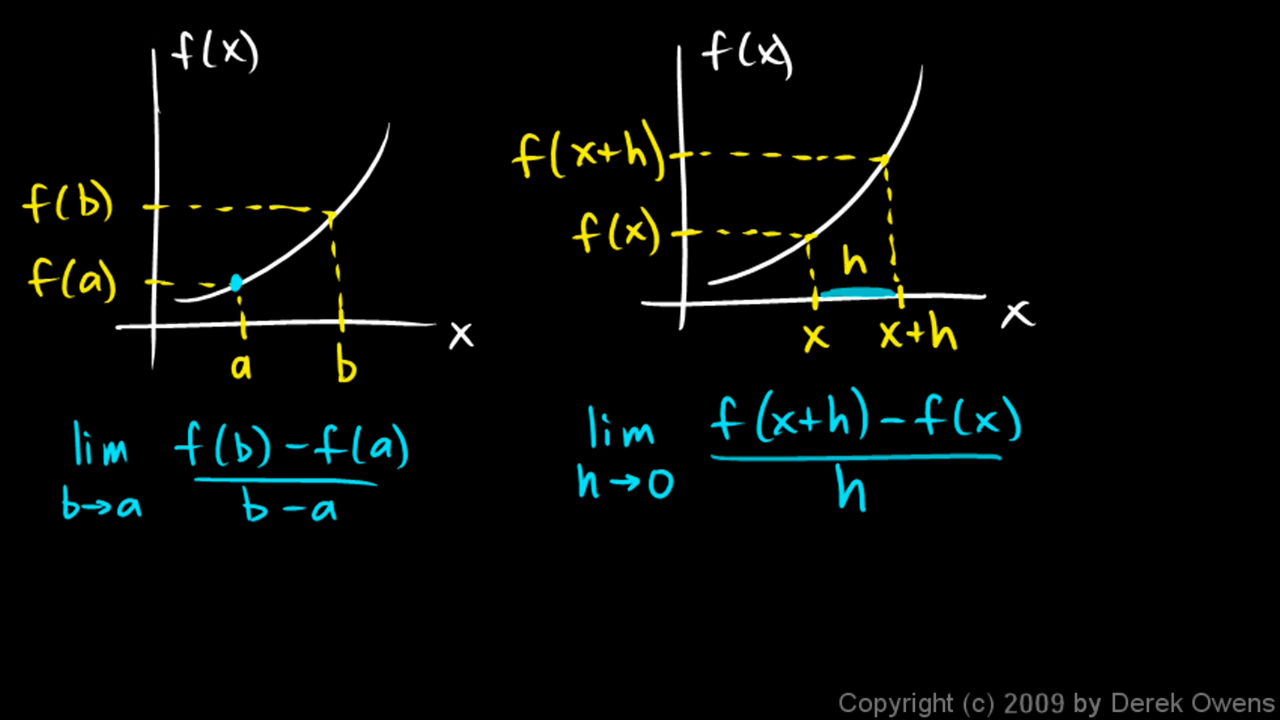 f(x)
f(b)
f(a)
a
b
x
lim
b→a
f(b) – f(a)
b – a
f(x)
f(x+h)
f(x)
h
x
x+h
x
lim
h→0
f(x+h) – f(x)
h
Copyright (c) 2009 by Derek Owens